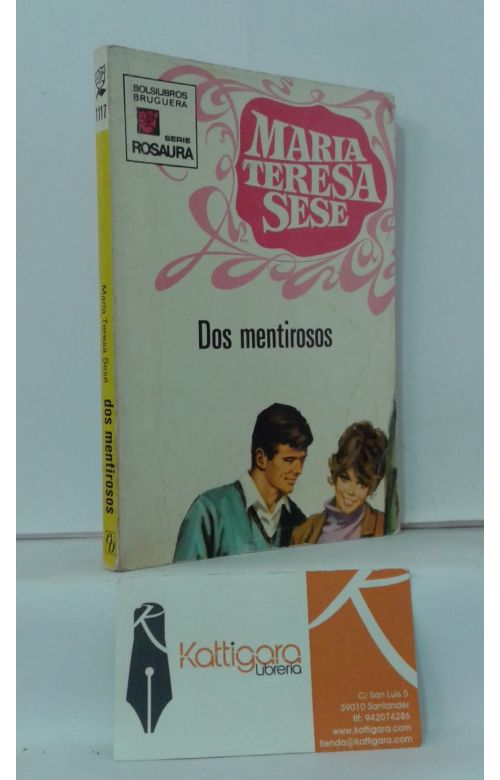 1117
María Teresa Sesé
dos mentirosos
BOLSILIBROS
BRUGUERA
SERIE
ROSAURA
MARIA
TERESA
SESE
Dos mentirosos
R
Kattigara
Librería
C/ San Luis 5
39010 Santander
tlf: 942074286
www.kattigara.com
tienda@kattigara.com